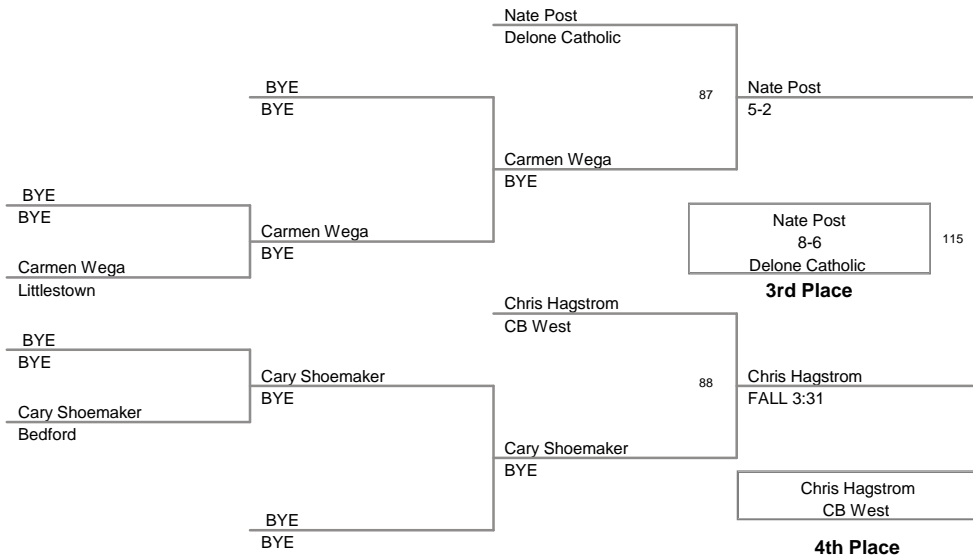 Nate Post
Delone Catholic
BYE
BYE
87
Nate Post
5-2
Carmen Wega
BYE
BYE
BYE
Carmen Wega
BYE
Nate Post
8-6
Delone Catholic
115
3rd Place
Carmen Wega
Littlestown
Chris Hagstrom
CB West
BYE
BYE
Cary Shoemaker
BYE
88
Chris Hagstrom
FALL 3:31
Cary Shoemaker
Bedford
Cary Shoemaker
BYE
Chris Hagstrom
CB West
BYE
BYE
4th Place